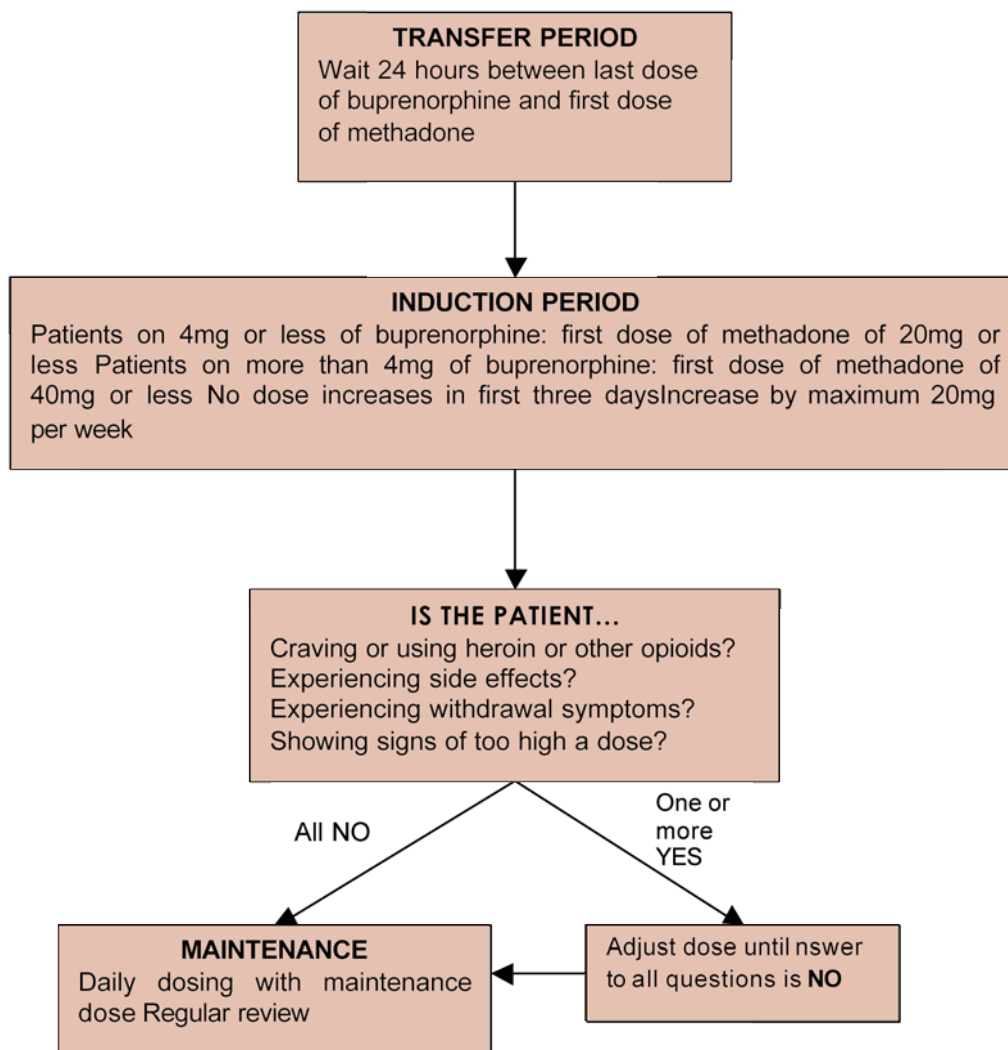 TRANSFER PERIOD
Wait 24 hours between last dose
of buprenorphine and first dose
of methadone
INDUCTION PERIOD
Patients on 4mg or less of buprenorphine: first dose of methadone of 20mg or
less Patients on more than 4mg of buprenorphine: first dose of methadone of
40mg or less No dose increases in first three daysIncrease by maximum 20mg
per week
IS THE PATIENT...
Craving or using heroin or other opioids?
Experiencing side effects?
Experiencing withdrawal symptoms?
Showing signs of too high a dose?
All NO
One or
more
YES
MAINTENANCE
Daily dosing with maintenance
dose Regular review
Adjust dose until nswer
to all questions is NO